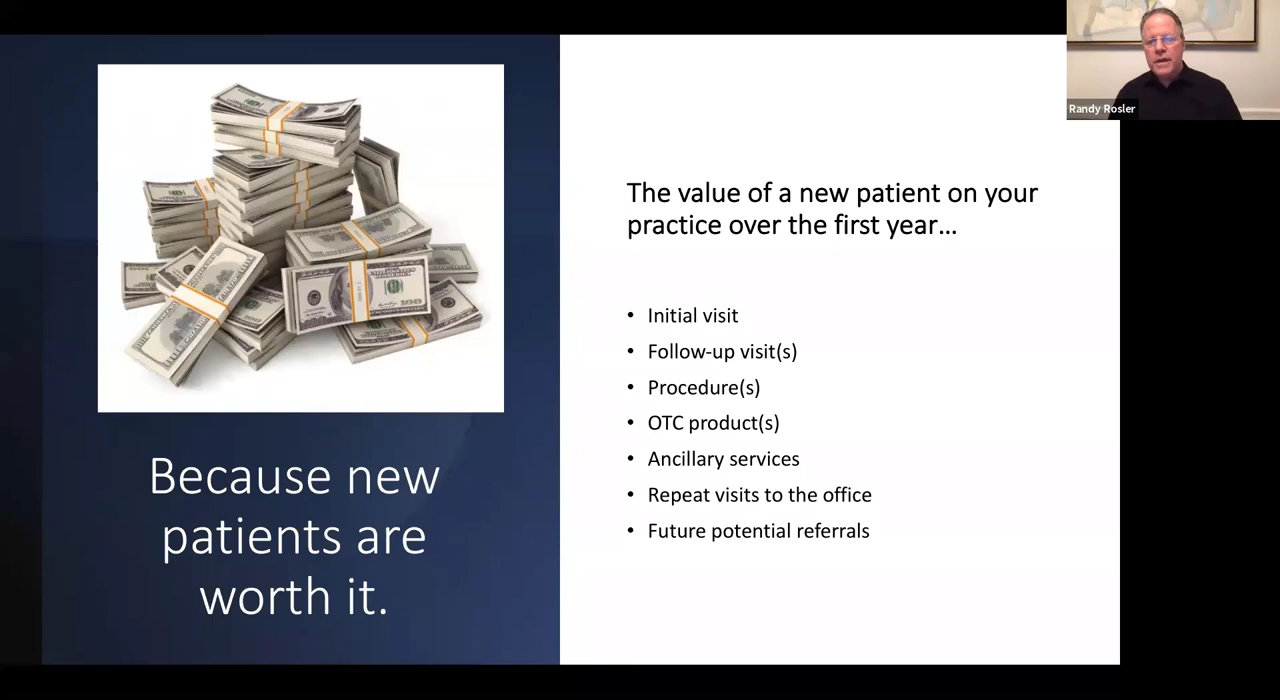 Randy Rosler
Because new
patients are
worth it.
The value of a new patient on your
practice over the first year…
• Initial visit
• Follow-up visit(s)
• Procedure(s)
• OTC product(s)
• Ancillary services
• Repeat visits to the office
• Future potential referrals
100